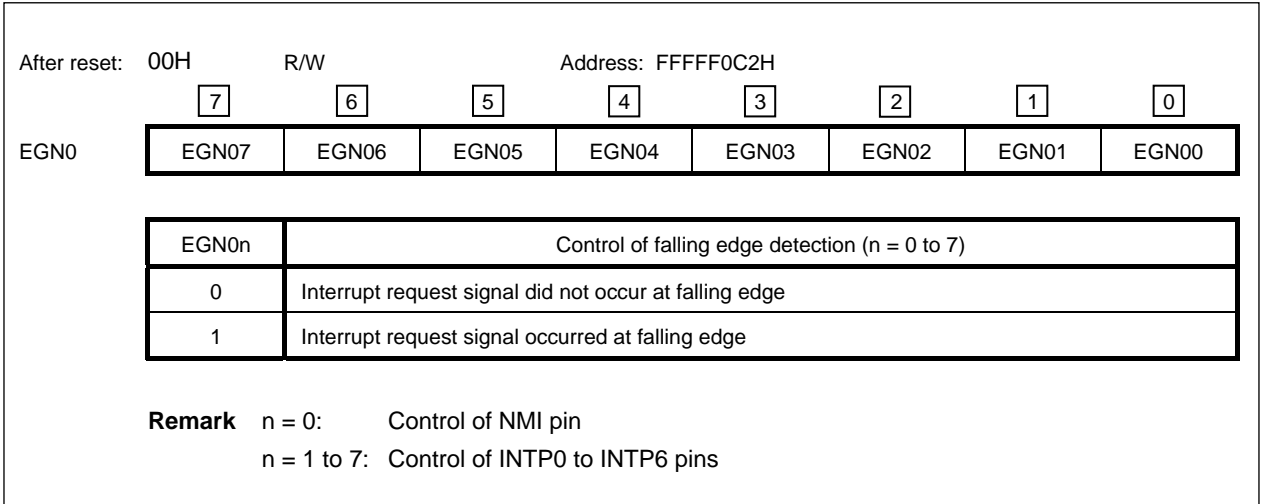 After reset: 00H R/W Address: FFFFF0C2H
7 6 5 4 3 2 1 0
EGN0 EGN07 EGN06 EGN05 EGN04 EGN03 EGN02 EGN01 EGN00
EGN0n Control of falling edge detection (n = 0 to 7)
0 Interrupt request signal did not occur at falling edge
1 Interrupt request signal occurred at falling edge
Remark n = 0: Control of NMI pin
n = 1 to 7: Control of INTP0 to INTP6 pins